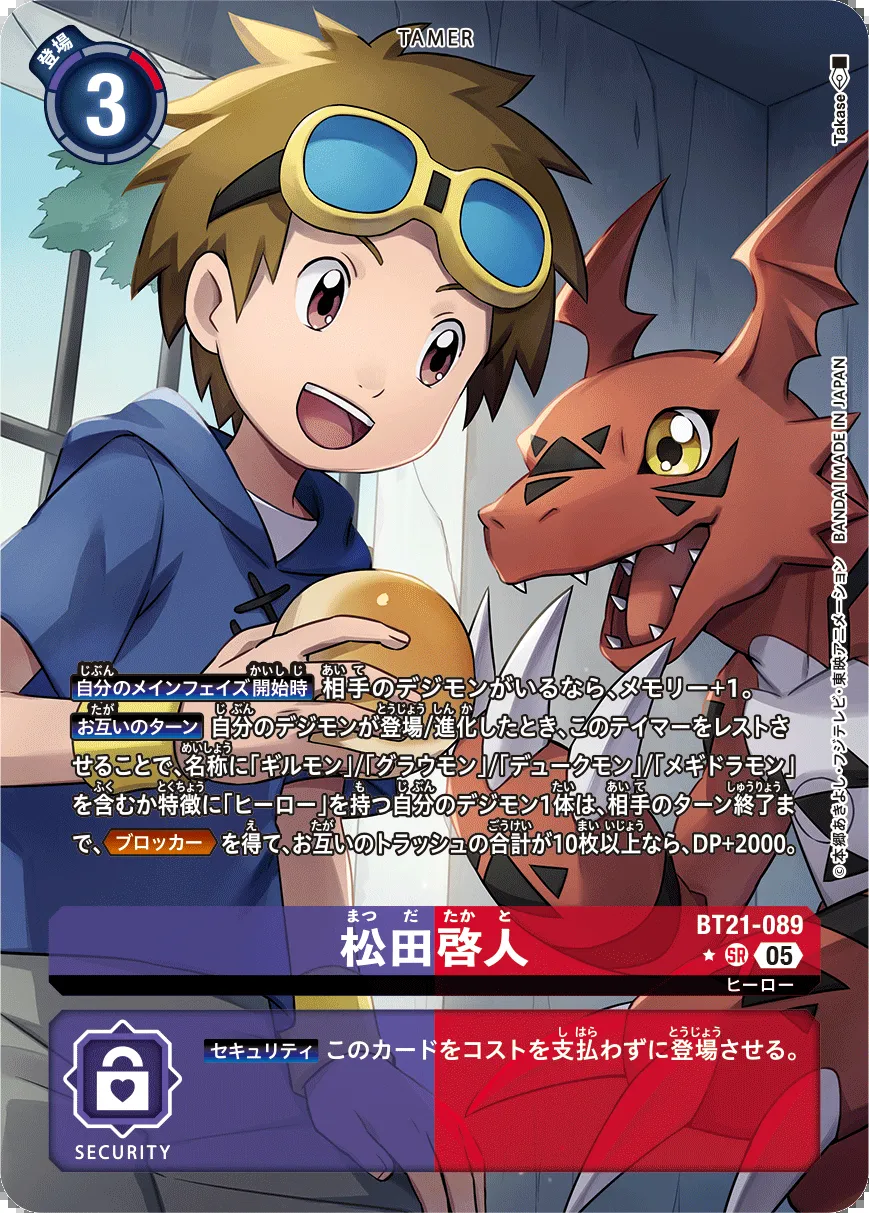 TAMER
登場
3
Takase
自分のメインフェイズ開始時 相手のデジモンがいるなら、メモリー+1。
お互いのターン 自分のデジモンが登場/進化したとき、このテイマーをレストさ
せることで、名称に「ギルモン」/「グラウモン」/「デュークモン」/「メギドラモン」
を含むか特徴に「ヒーロー」を持つ自分のデジモン1体は、相手のターン終了ま
で、ブロッカー を得て、お互いのトラッシュの合計が10枚以上なら、DP+2000。
©本郷あきよし・フジテレビ・東映アニメーション BANDAI MADE IN JAPAN
まつ だ たか と
松田啓人
BT21-089
SR 05
ヒーロー
セキュリティ このカードをコストを支払わずに登場させる。
SECURITY